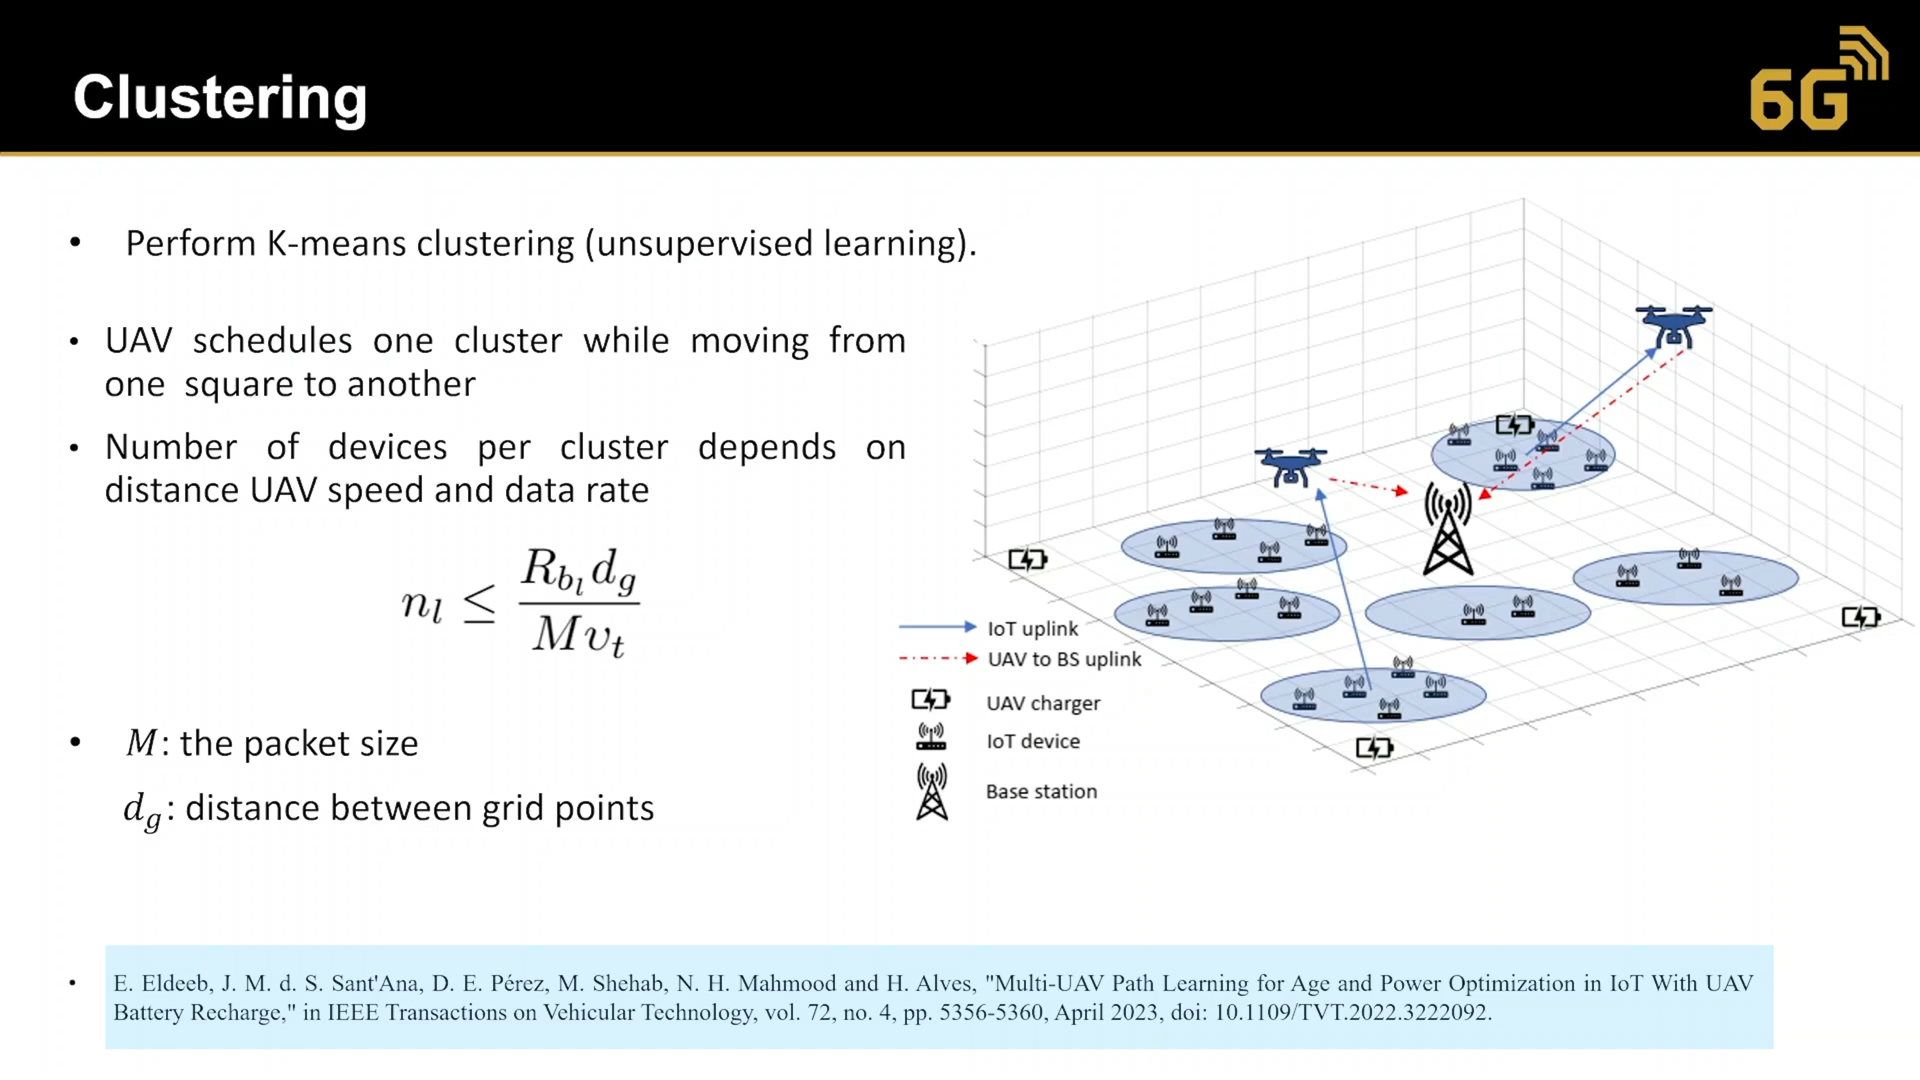 Clustering
6G
• Perform K-means clustering (unsupervised learning).
• UAV schedules one cluster while moving from
one square to another
• Number of devices per cluster depends on
distance UAV speed and data rate
n_l ≤ \frac{R_{b_l} d_g}{M v_t}
• M: the packet size
d_g: distance between grid points
IoT uplink
UAV to BS uplink
UAV charger
IoT device
Base station
• E. Eldeeb, J. M. d. S. Sant'Ana, D. E. Pérez, M. Shehab, N. H. Mahmood and H. Alves, "Multi-UAV Path Learning for Age and Power Optimization in IoT With UAV
Battery Recharge," in IEEE Transactions on Vehicular Technology, vol. 72, no. 4, pp. 5356-5360, April 2023, doi: 10.1109/TVT.2022.3222092.